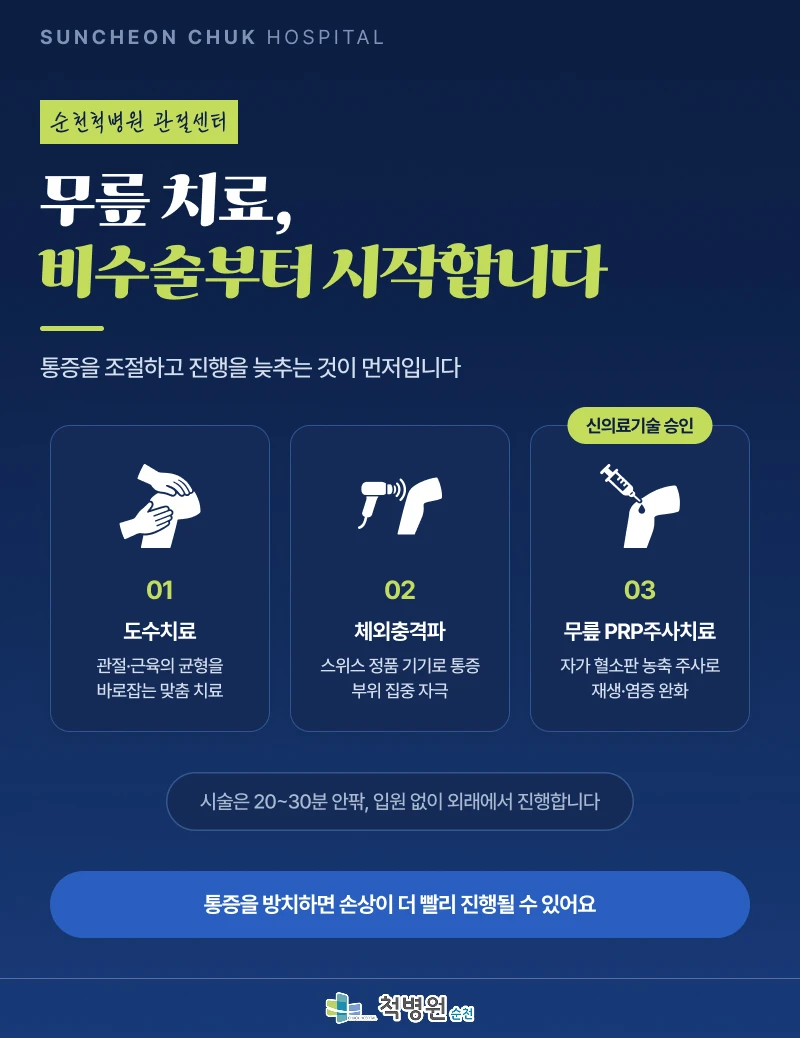 SUNCHEON CHUK HOSPITAL
순천척병원 관절센터
무릎 치료,
비수술부터 시작합니다
통증을 조절하고 진행을 늦추는 것이 먼저입니다
신의료기술 승인
01
도수치료
관절·근육의 균형을
바로잡는 맞춤 치료
02
체외충격파
스위스 정품 기기로 통증
부위 집중 자극
03
무릎 PRP주사치료
자가 혈소판 농축 주사로
재생·염증 완화
시술은 20~30분 안팎, 입원 없이 외래에서 진행합니다
통증을 방치하면 손상이 더 빨리 진행될 수 있어요
척병원 순천